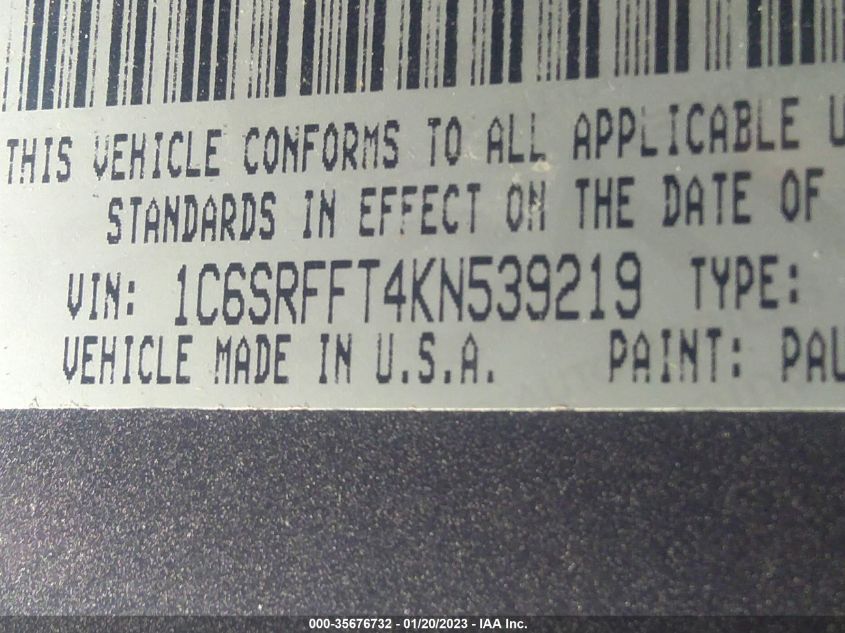 THIS VEHICLE CONFORMS TO ALL APPLICABLE U
STANDARDS IN EFFECT ON THE DATE OF
VIN: 1C6SRFFT4KN539219 TYPE:
VEHICLE MADE IN U.S.A. PAINT: PAU
000-35676732 - 01/20/2023 - IAA Inc.